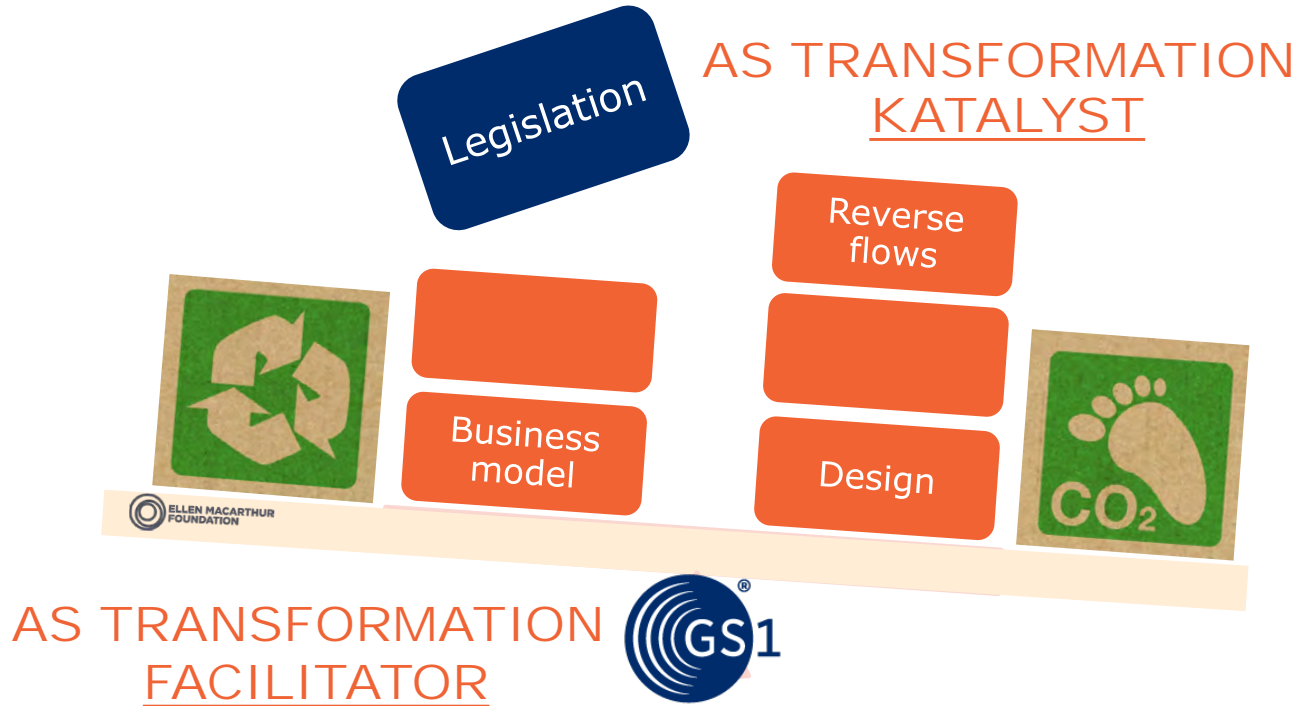 AS TRANSFORMATION
KATALYST
Legislation
Reverse
flows
Business
model
Design
CO2
ELLEN MACARTHUR
FOUNDATION
AS TRANSFORMATION
FACILITATOR
GS1
®